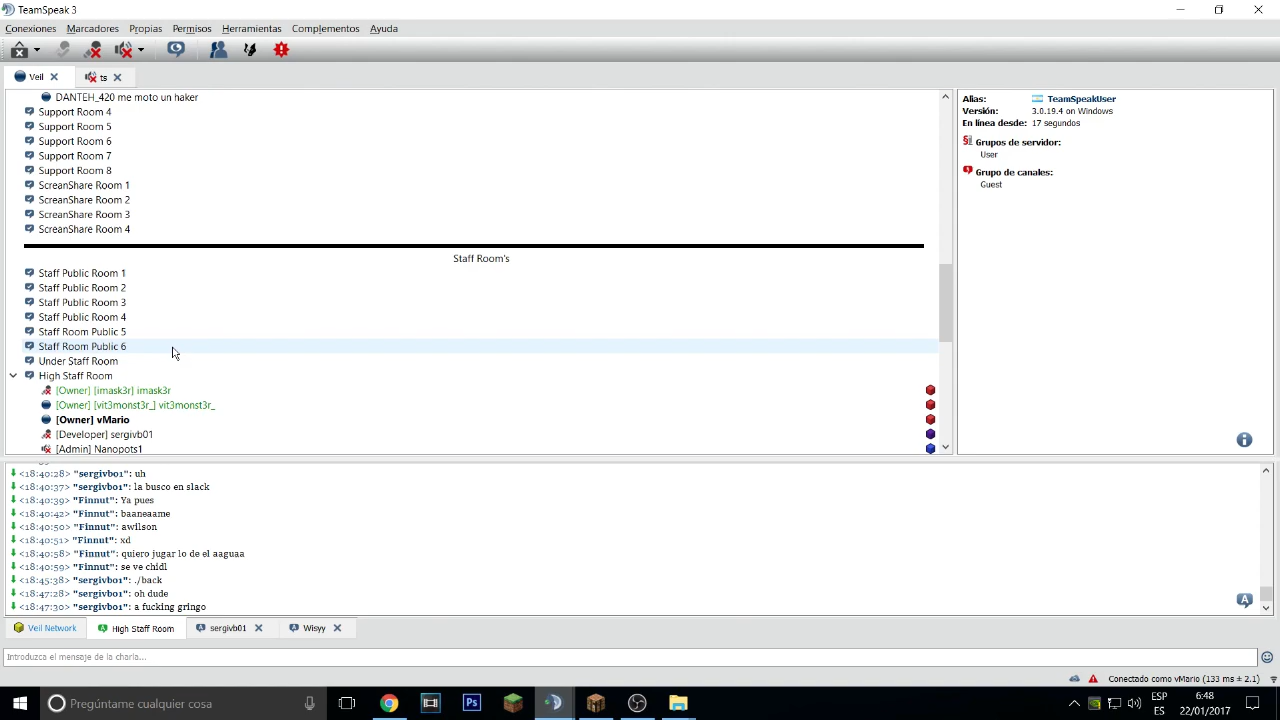 TeamSpeak 3
Conexiones Marcadores Propias Permisos Herramientas Complementos Ayuda
Veil ts
DANTEH_420 me moto un haker
Support Room 4
Support Room 5
Support Room 6
Support Room 7
Support Room 8
ScreanShare Room 1
ScreanShare Room 2
ScreanShare Room 3
ScreanShare Room 4
Staff Room's
Staff Public Room 1
Staff Public Room 2
Staff Public Room 3
Staff Public Room 4
Staff Room Public 5
Staff Room Public 6
Under Staff Room
High Staff Room
[Owner] [imask3r] imask3r
[Owner] [vit3monst3r_] vit3monst3r_
[Owner] vMario
[Developer] sergivb01
[Admin] Nanopots1
Alias: TeamSpeakUser
Versión: 3.0.19.4 on Windows
En línea desde: 17 segundos
Grupos de servidor:
User
Grupo de canales:
Guest
<18:40:28> "sergivb01": uh
<18:40:37> "sergivb01": la busco en slack
<18:40:39> "Finnut": Ya pues
<18:40:42> "Finnut": baaneaame
<18:40:50> "Finnut": awilson
<18:40:51> "Finnut": xd
<18:40:58> "Finnut": quiero jugar lo de el aaguaa
<18:40:59> "Finnut": se ve chidl
<18:45:38> "sergivb01": ./back
<18:47:28> "sergivb01": oh dude
<18:47:30> "sergivb01": a fucking gringo
Veil Network High Staff Room sergivb01 Wisyy
Introduzca el mensaje de la charla...
Conectado como vMario (133 ms ± 2.1)
Pregúntame cualquier cosa
Ps
ESP
ES
6:48
22/01/2017